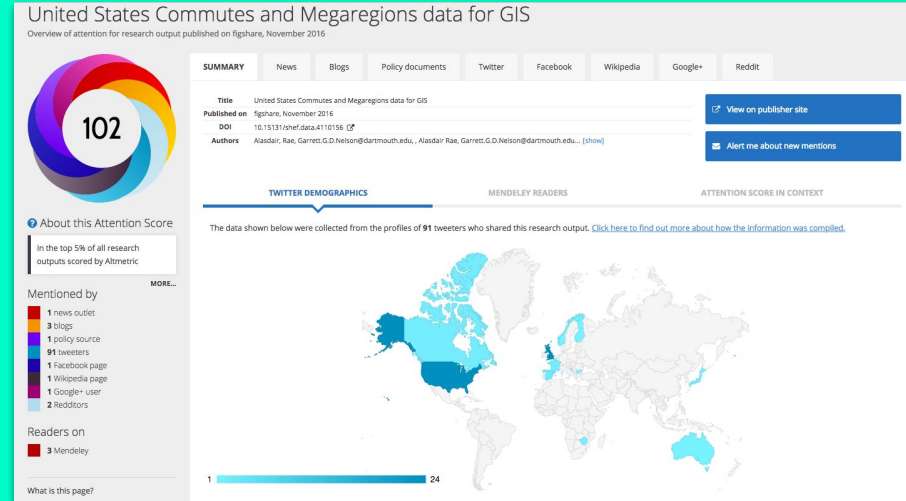 United States Commutes and Megaregions data for GIS
Overview of attention for research output published on figshare, November 2016
102
About this Attention Score
In the top 5% of all research
outputs scored by Altmetric
MORE...
Mentioned by
1 news outlet
3 blogs
1 policy source
91 tweeters
1 Facebook page
1 Wikipedia page
1 Google+ user
2 Redditors
Readers on
3 Mendeley
What is this page?
SUMMARY News Blogs Policy documents Twitter Facebook Wikipedia Google+ Reddit
Title United States Commutes and Megaregions data for GIS
Published on figshare, November 2016
DOI 10.15131/shef.data.4110156
Authors Alasdair, Rae, Garrett.G.D.Nelson@dartmouth.edu, , Alasdair Rae, Garrett.G.D.Nelson@dartmouth.edu... [show]
View on publisher site
Alert me about new mentions
TWITTER DEMOGRAPHICS MENDELEY READERS ATTENTION SCORE IN CONTEXT
The data shown below were collected from the profiles of 91 tweeters who shared this research output. Click here to find out more about how the information was compiled.
1 24